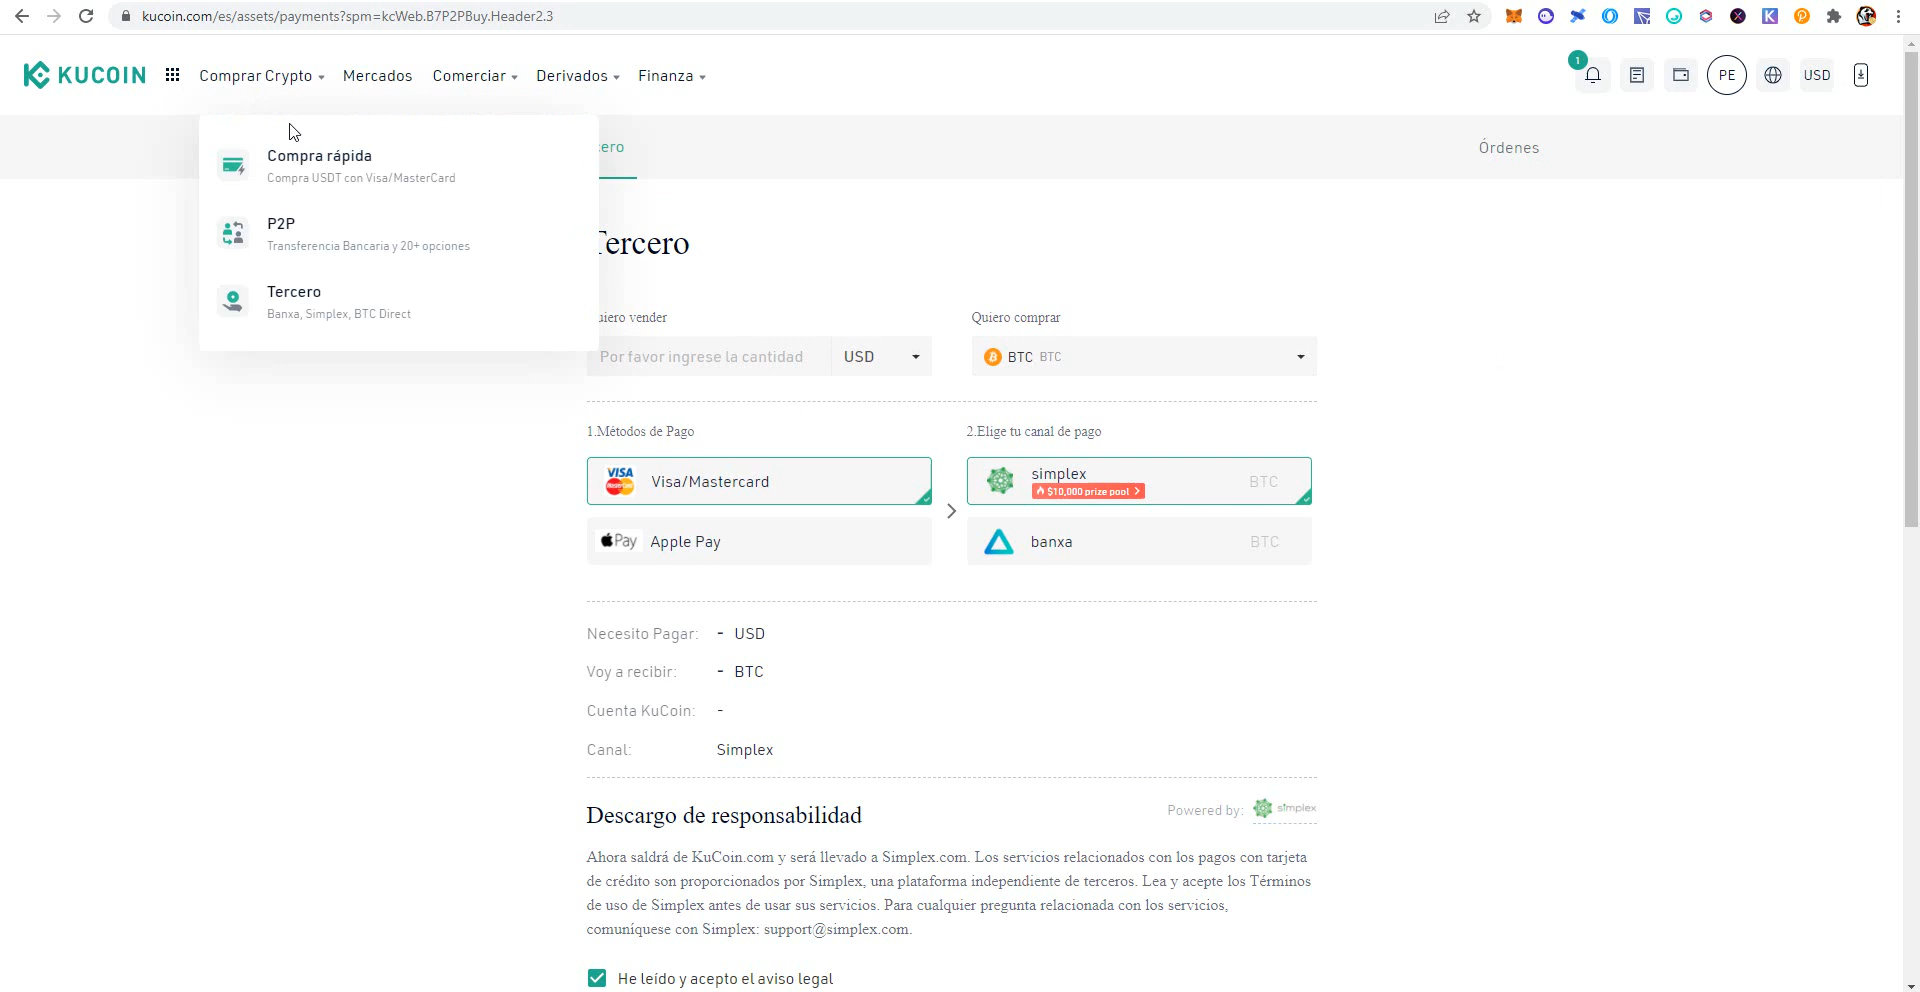 kucoin.com/es/assets/payments?spm=kcWeb.B7P2PBuy.Header2.3
KUCOIN Comprar Crypto Mercados Comerciar Derivados Finanza 1 PE USD
Compra rápida
Compra USDT con Visa/MasterCard
P2P
Transferencia Bancaria y 20+ opciones
Tercero
Banxa, Simplex, BTC Direct
cero Órdenes
Tercero
uiero vender Quiero comprar
Por favor ingrese la cantidad USD BTC BTC
1.Métodos de Pago 2.Elige tu canal de pago
VISA MasterCard Visa/Mastercard simplex BTC
$10,000 prize pool
Pay Apple Pay banxa BTC
Necesito Pagar: - USD
Voy a recibir: - BTC
Cuenta KuCoin: -
Canal: Simplex
Descargo de responsabilidad Powered by: simplex
Ahora saldrá de KuCoin.com y será llevado a Simplex.com. Los servicios relacionados con los pagos con tarjeta
de crédito son proporcionados por Simplex, una plataforma independiente de terceros. Lea y acepte los Términos
de uso de Simplex antes de usar sus servicios. Para cualquier pregunta relacionada con los servicios,
comuníquese con Simplex: support@simplex.com.
He leído y acepto el aviso legal